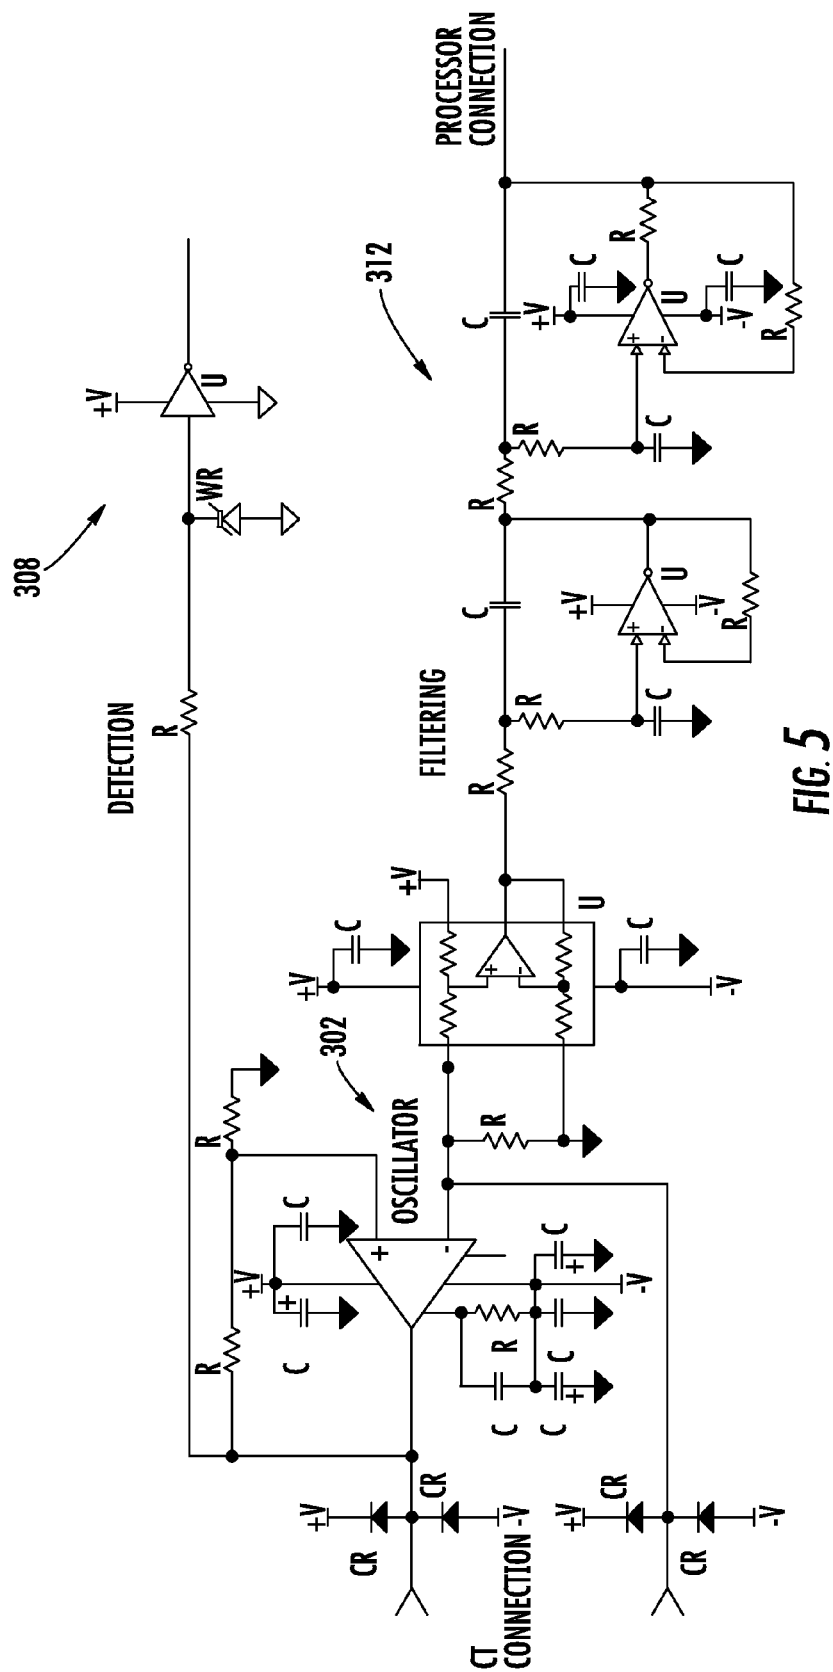 308
DETECTION
R
WR
+V
U
R
R
+V
+
C
C
OSCILLATOR
302
+
-
R
C
R
C
+
C
C
+
-V
+V
CR
CR
-V
CT
CONNECTION
+V
CR
CR
-V
R
+V
C
+V
+
-
U
C
-V
FILTERING
R
R
C
C
+V
+
-
U
-V
R
312
R
R
C
C
+V
C
+
-
U
R
C
-V
R
PROCESSOR
CONNECTION
FIG. 5